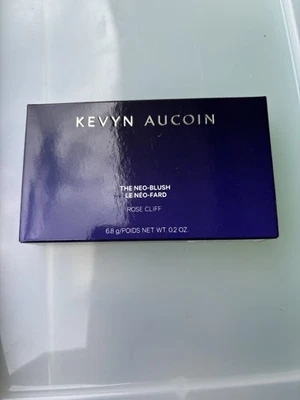 KEVYN AUCOIN
THE NEO-BLUSH
LE NÉO-FARD
ROSE CLIFF
6.8 g/POIDS NET WT. 0.2 OZ.